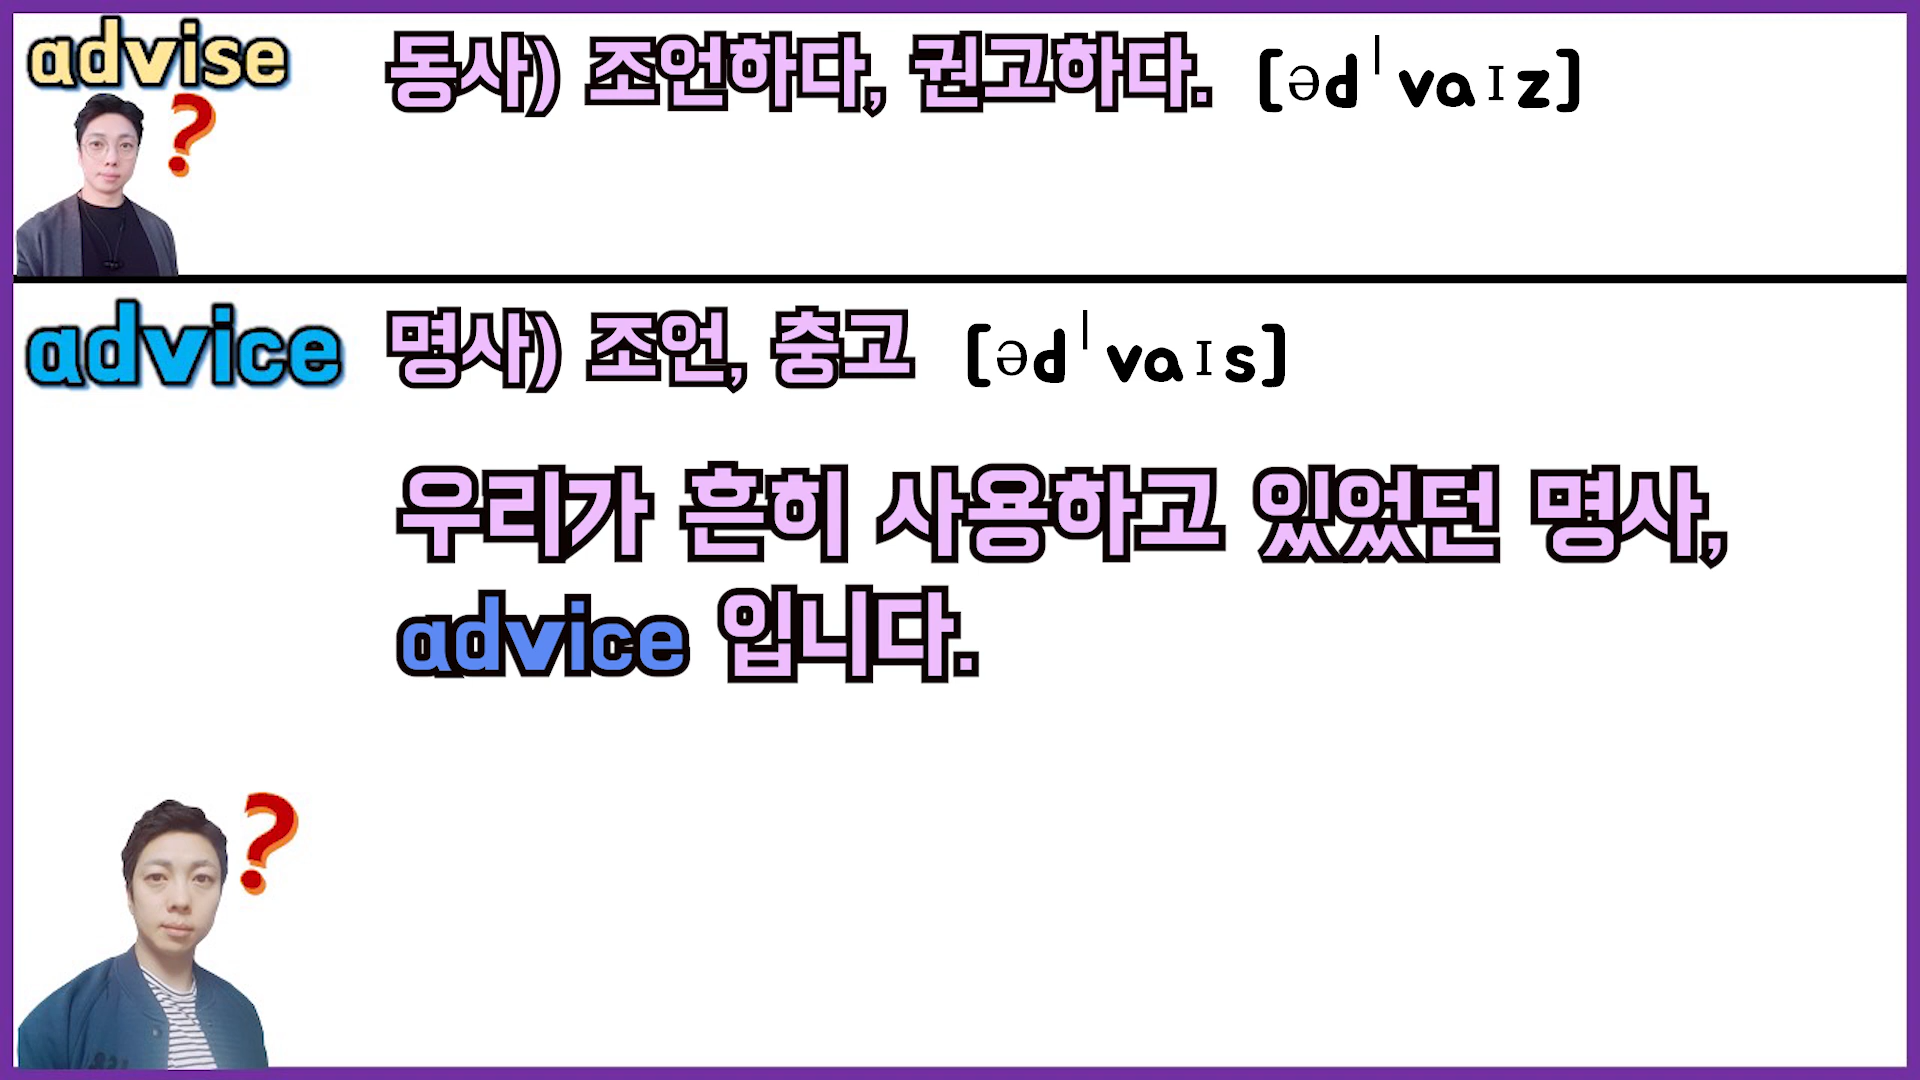 advise 동사) 조언하다, 권고하다. [ədˈvaɪz]
?
advice 명사) 조언, 충고 [ədˈvaɪs]
우리가 흔히 사용하고 있었던 명사,
advice 입니다.
?